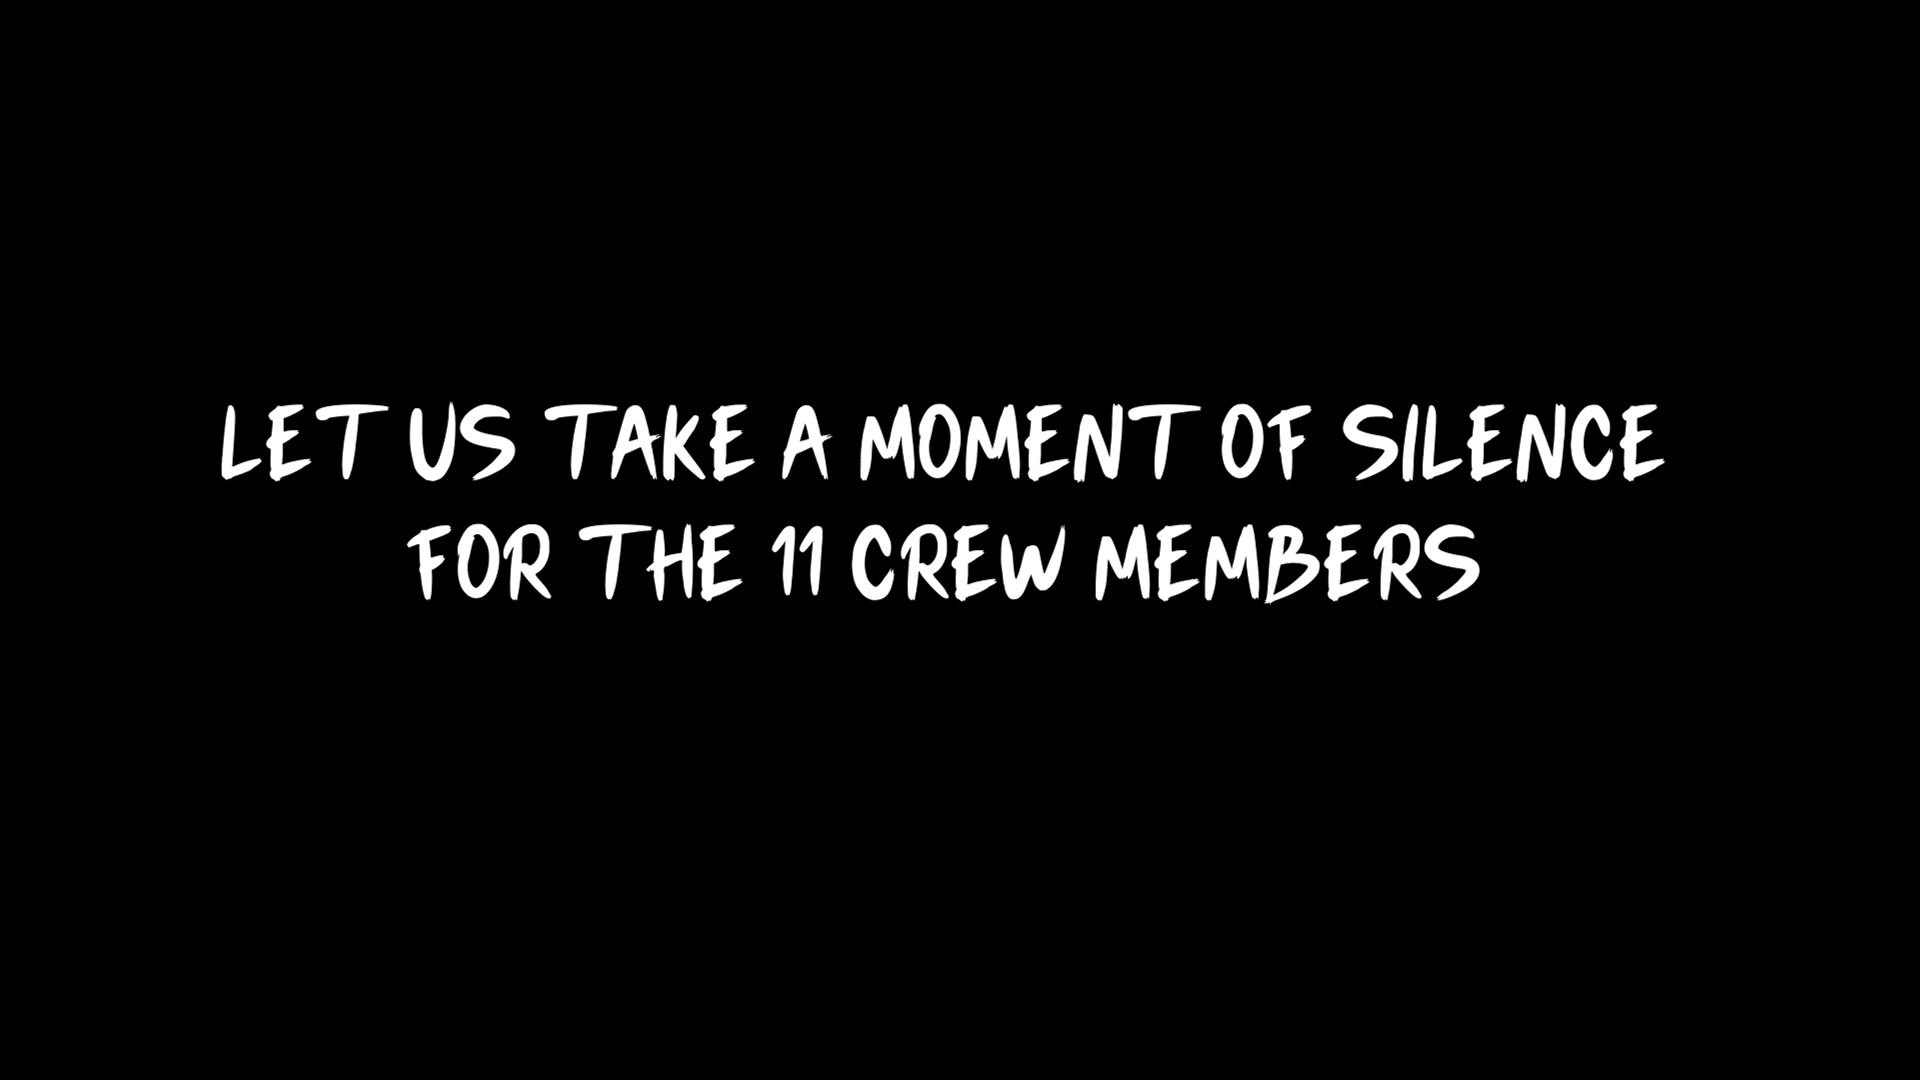 LET US TAKE A MOMENT OF SILENCE
FOR THE 11 CREW MEMBERS